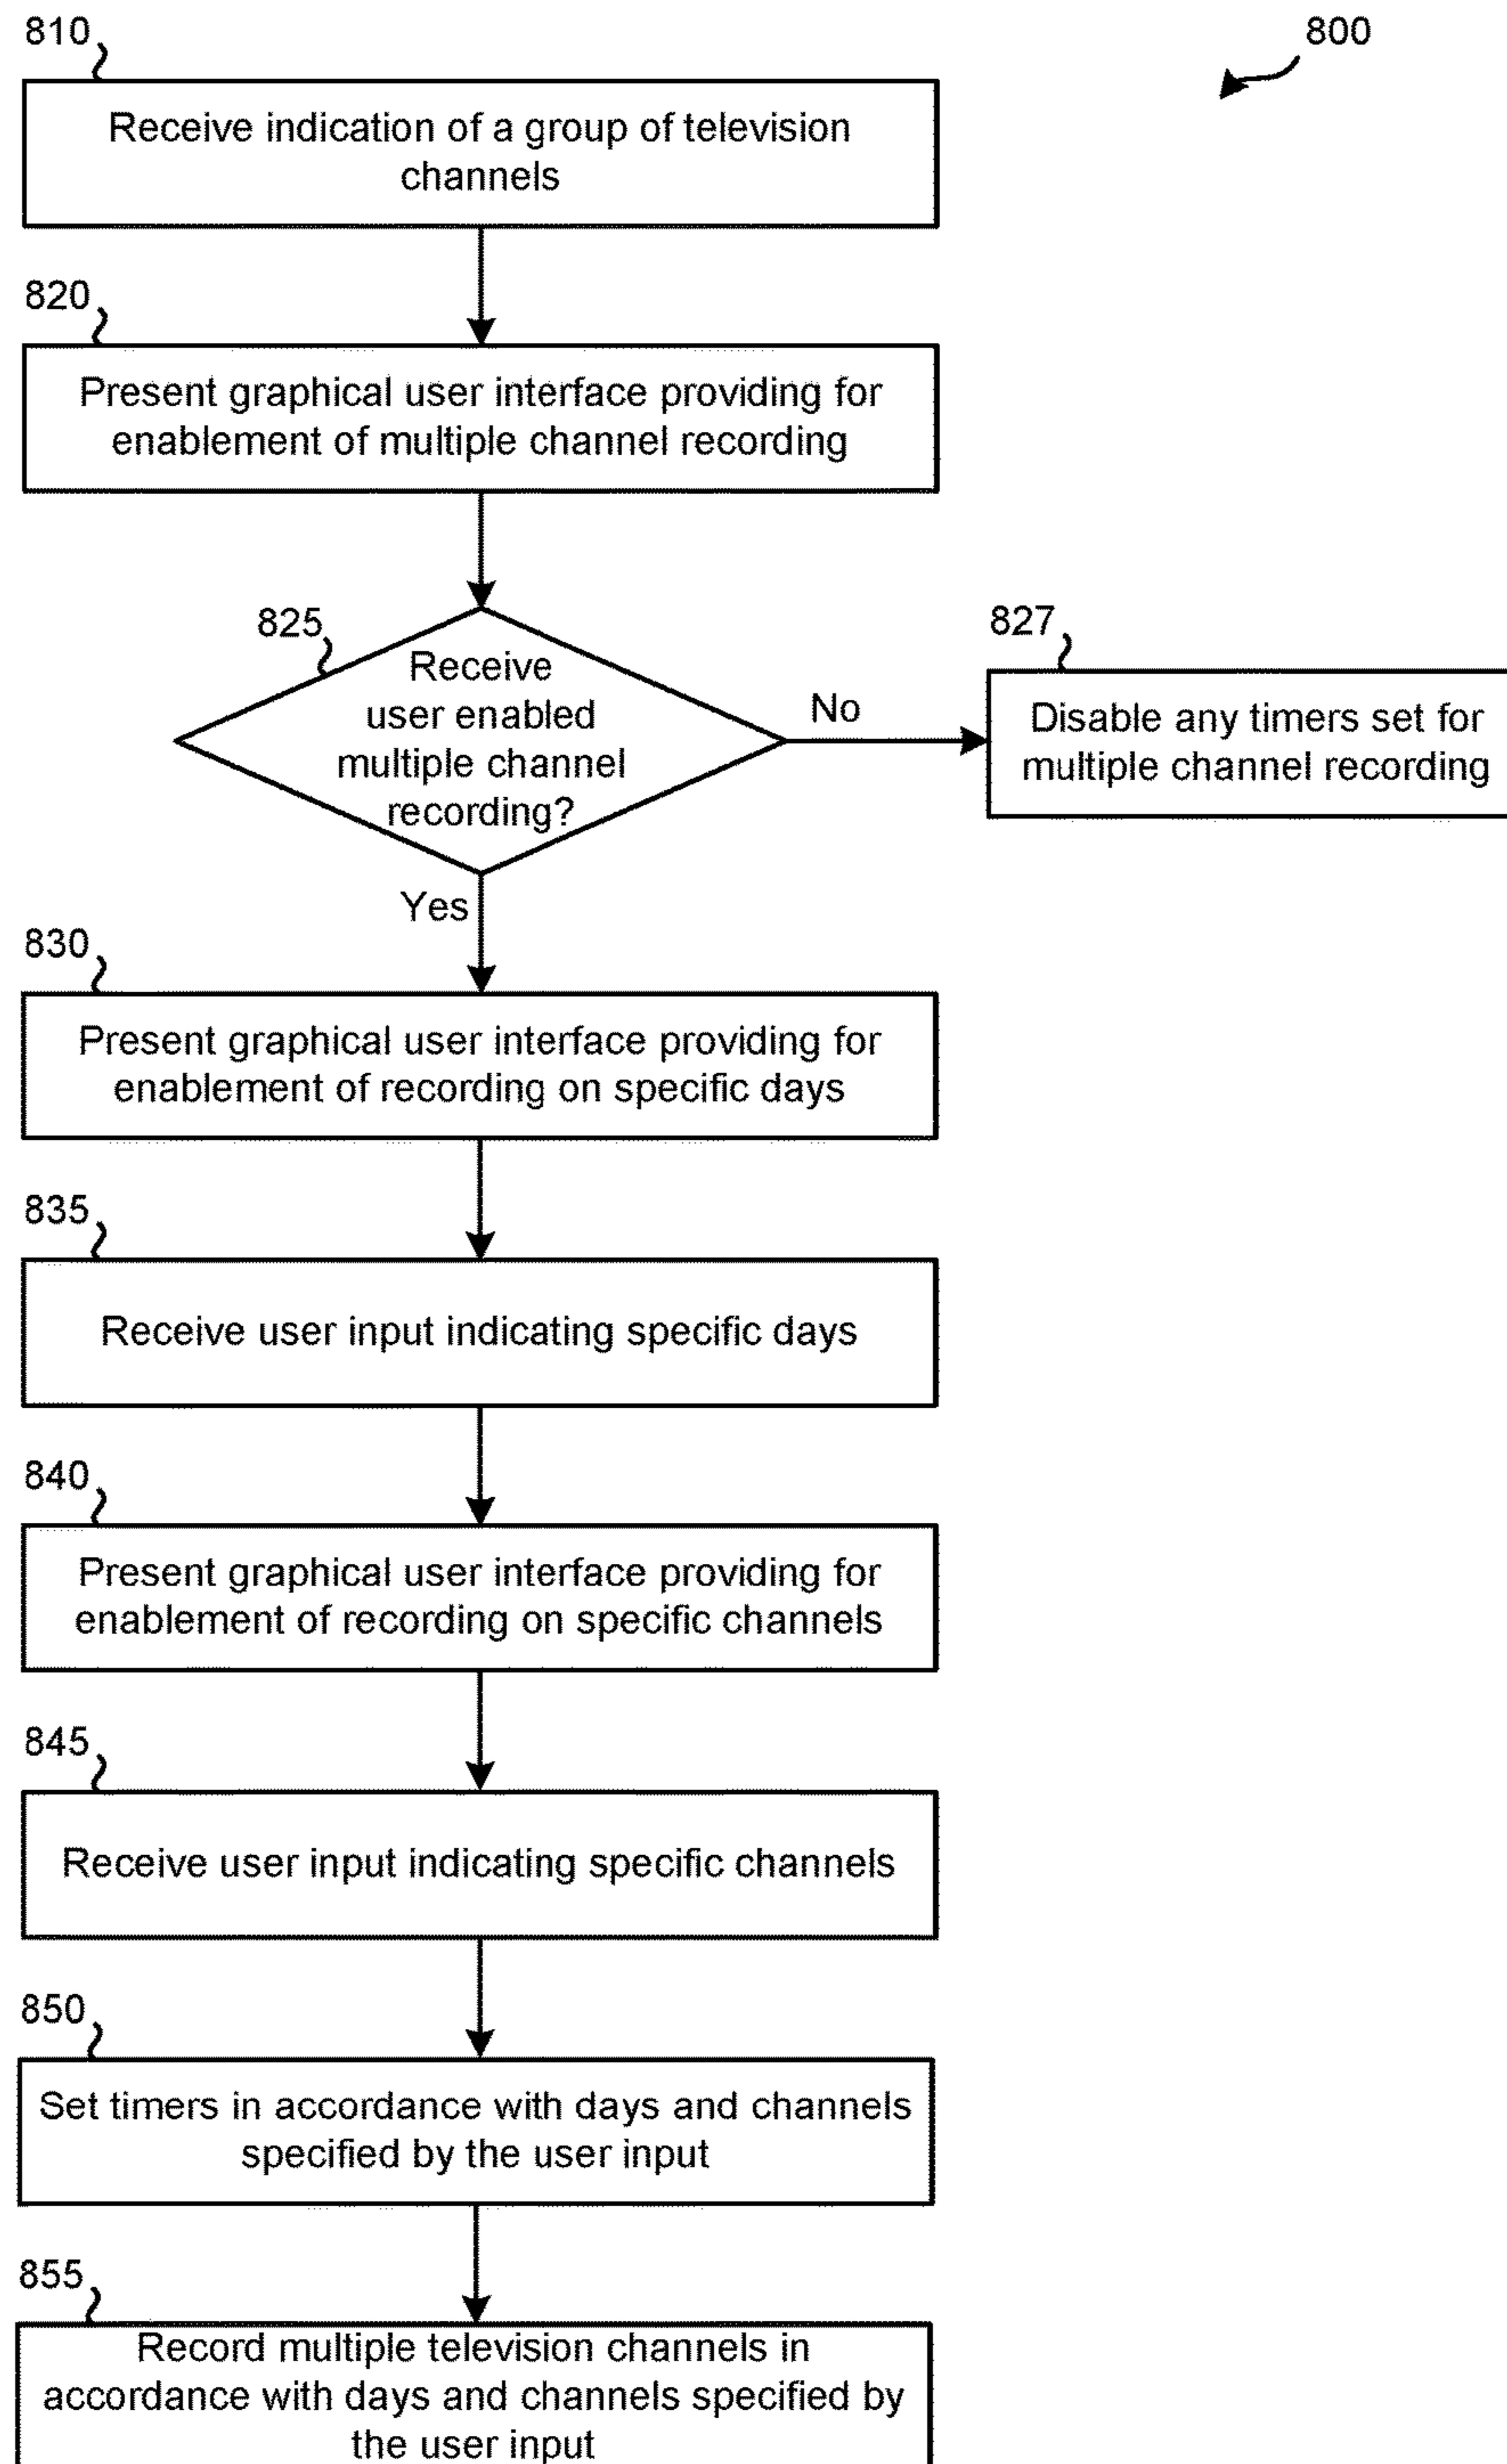 810
800
Receive indication of a group of television
channels
820
Present graphical user interface providing for
enablement of multiple channel recording
825
Receive
user enabled
multiple channel
recording?
No
827
Disable any timers set for
multiple channel recording
Yes
830
Present graphical user interface providing for
enablement of recording on specific days
835
Receive user input indicating specific days
840
Present graphical user interface providing for
enablement of recording on specific channels
845
Receive user input indicating specific channels
850
Set timers in accordance with days and channels
specified by the user input
855
Record multiple television channels in
accordance with days and channels specified by
the user input